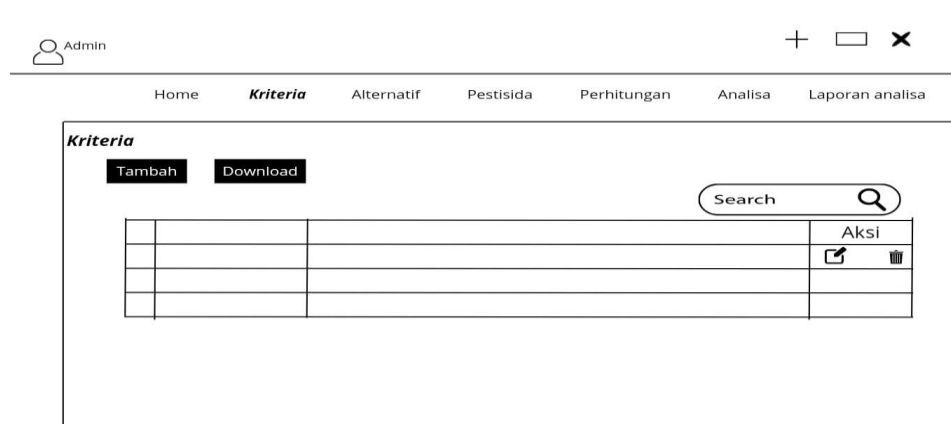 Admin
Home Kriteria Alternatif Pestisida Perhitungan Analisa Laporan analisa
Kriteria
Tambah Download
Search
Aksi